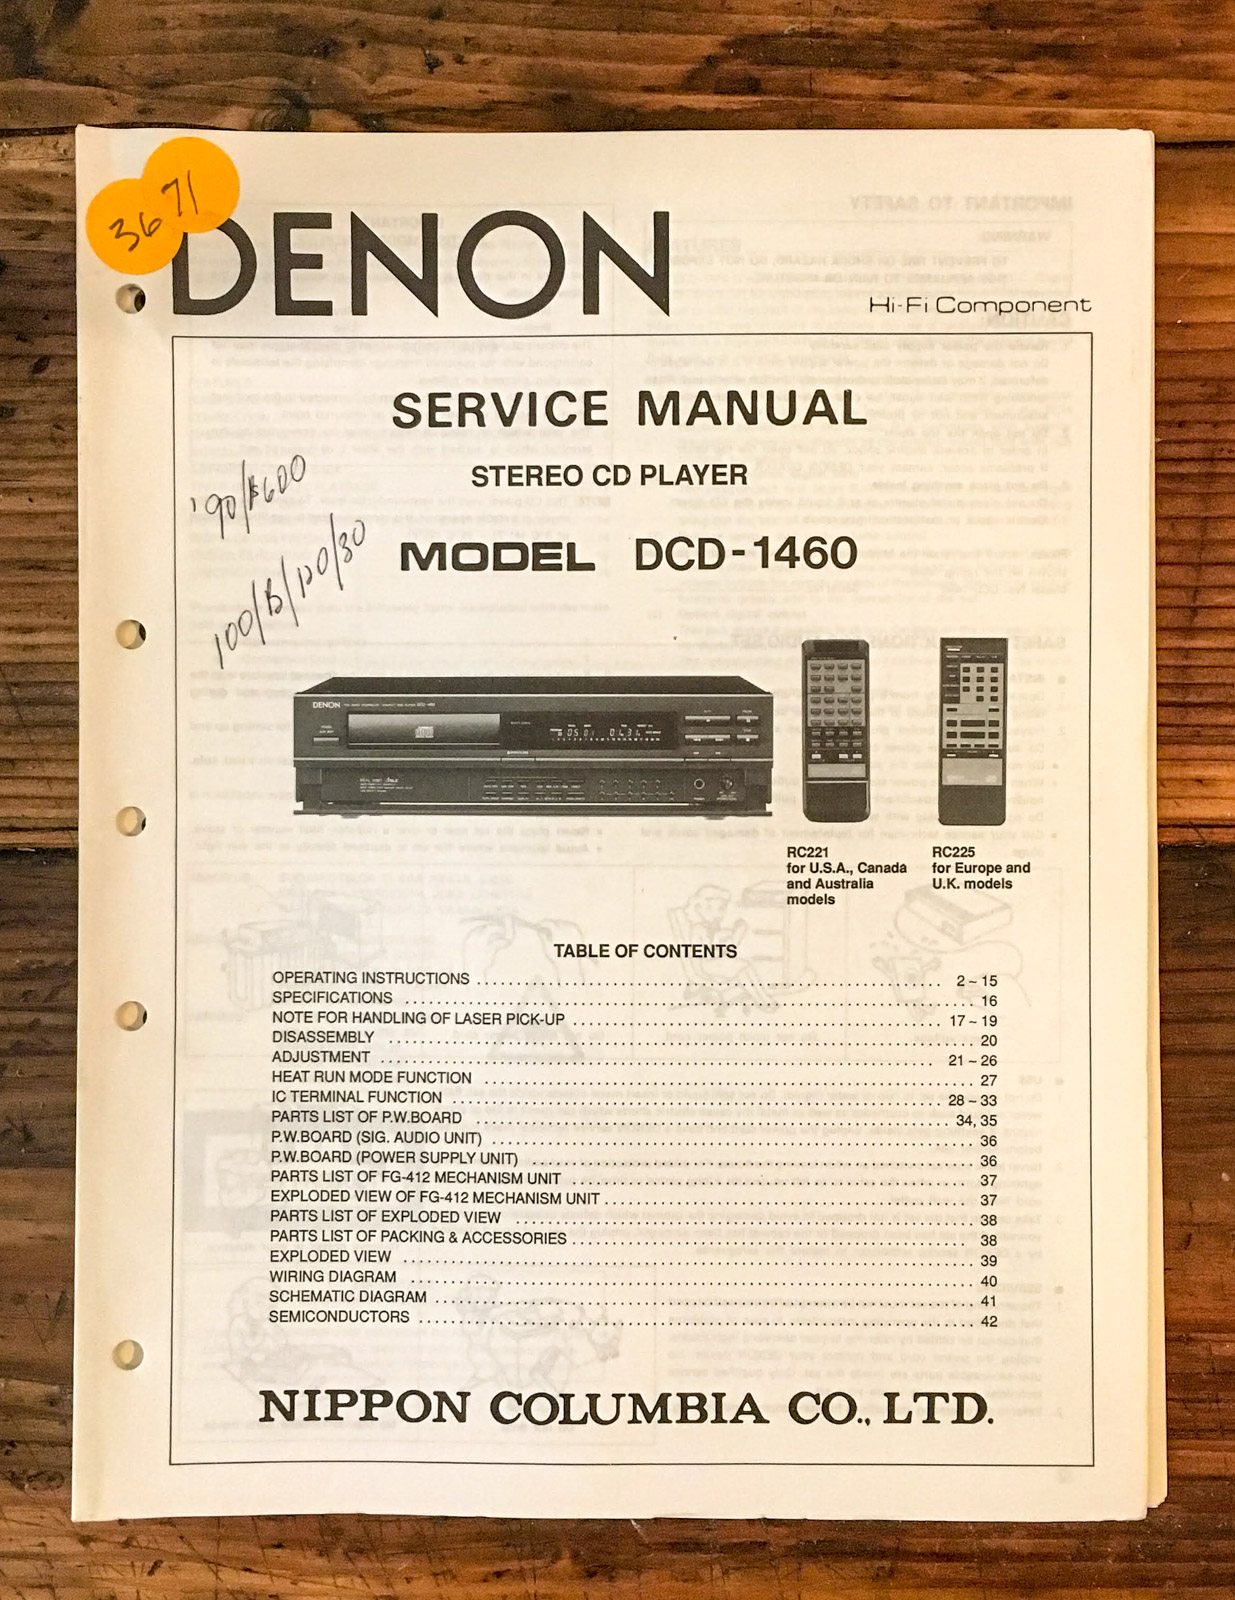 36 71
DENON
Hi-Fi Component
SERVICE MANUAL
STEREO CD PLAYER
MODEL DCD-1460
'90/$600
100/B/120/30
DENON
RC221
for U.S.A., Canada
and Australia
models
RC225
for Europe and
U.K. models
TABLE OF CONTENTS
OPERATING INSTRUCTIONS 2 ~ 15
SPECIFICATIONS 16
NOTE FOR HANDLING OF LASER PICK-UP 17 ~ 19
DISASSEMBLY 20
ADJUSTMENT 21 ~ 26
HEAT RUN MODE FUNCTION 27
IC TERMINAL FUNCTION 28 ~ 33
PARTS LIST OF P.W.BOARD 34, 35
P.W.BOARD (SIG. AUDIO UNIT) 36
P.W.BOARD (POWER SUPPLY UNIT) 36
PARTS LIST OF FG-412 MECHANISM UNIT 37
EXPLODED VIEW OF FG-412 MECHANISM UNIT 37
PARTS LIST OF EXPLODED VIEW 38
PARTS LIST OF PACKING & ACCESSORIES 38
EXPLODED VIEW 39
WIRING DIAGRAM 40
SCHEMATIC DIAGRAM 41
SEMICONDUCTORS 42
NIPPON COLUMBIA CO., LTD.